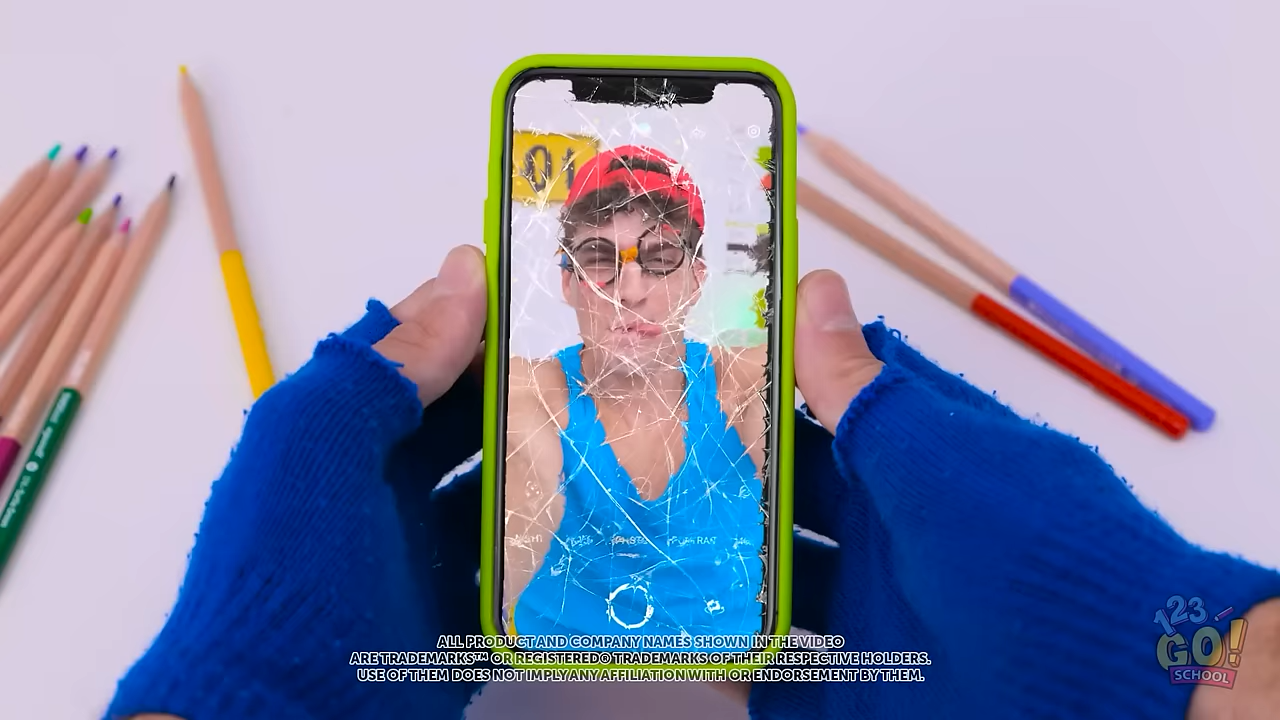 01
ALL PRODUCT AND COMPANY NAMES SHOWN IN THE VIDEO
ARE TRADEMARKS™ OR REGISTERED® TRADEMARKS OF THEIR RESPECTIVE HOLDERS.
USE OF THEM DOES NOT IMPLY ANY AFFILIATION WITH OR ENDORSEMENT BY THEM.
123
GO!
SCHOOL